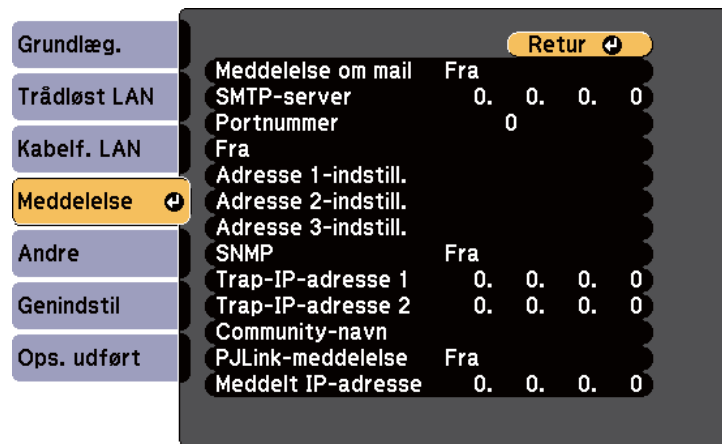 Grundlæg.
Trådløst LAN
Kabelf. LAN
Meddelelse
Andre
Genindstil
Ops. udført
Retur
Meddelelse om mail Fra
SMTP-server 0. 0. 0. 0
Portnummer 0
Fra
Adresse 1-indstill.
Adresse 2-indstill.
Adresse 3-indstill.
SNMP Fra
Trap-IP-adresse 1 0. 0. 0. 0
Trap-IP-adresse 2 0. 0. 0. 0
Community-navn
PJLink-meddelelse Fra
Meddelt IP-adresse 0. 0. 0. 0